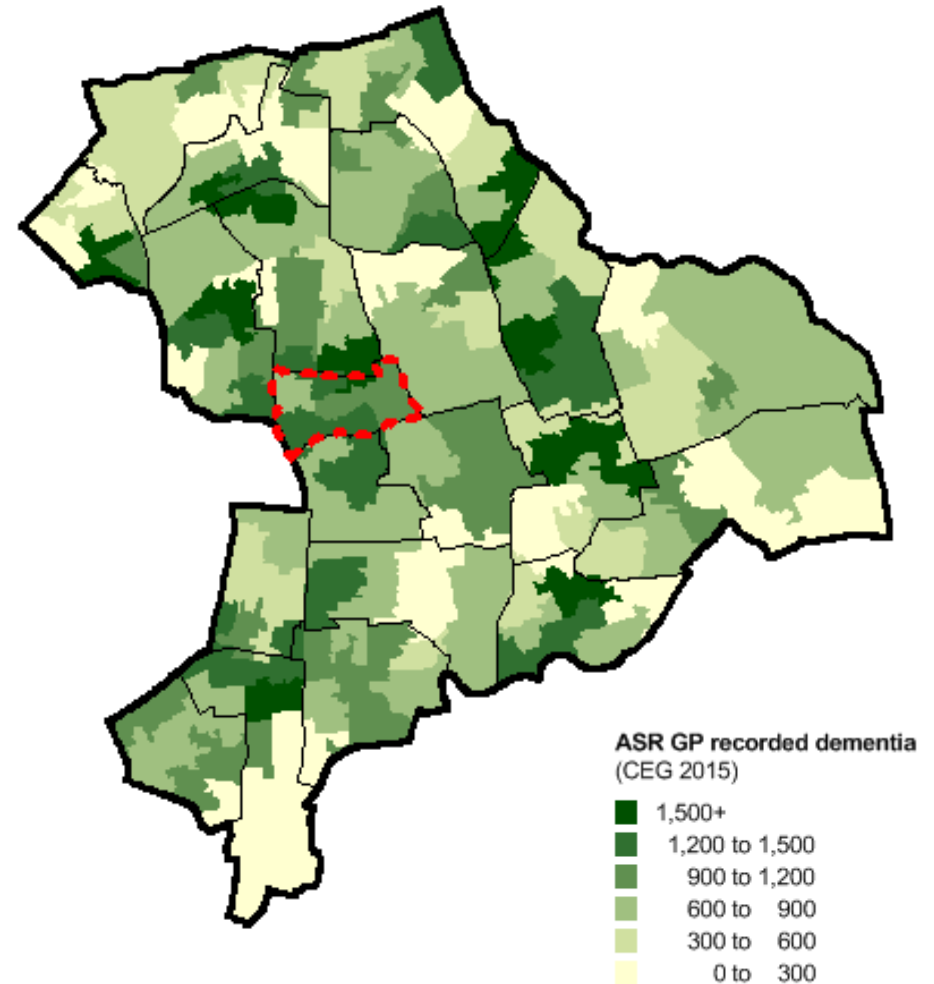 ASR GP recorded dementia
(CEG 2015)
1,500+
1,200 to 1,500
900 to 1,200
600 to 900
300 to 600
0 to 300